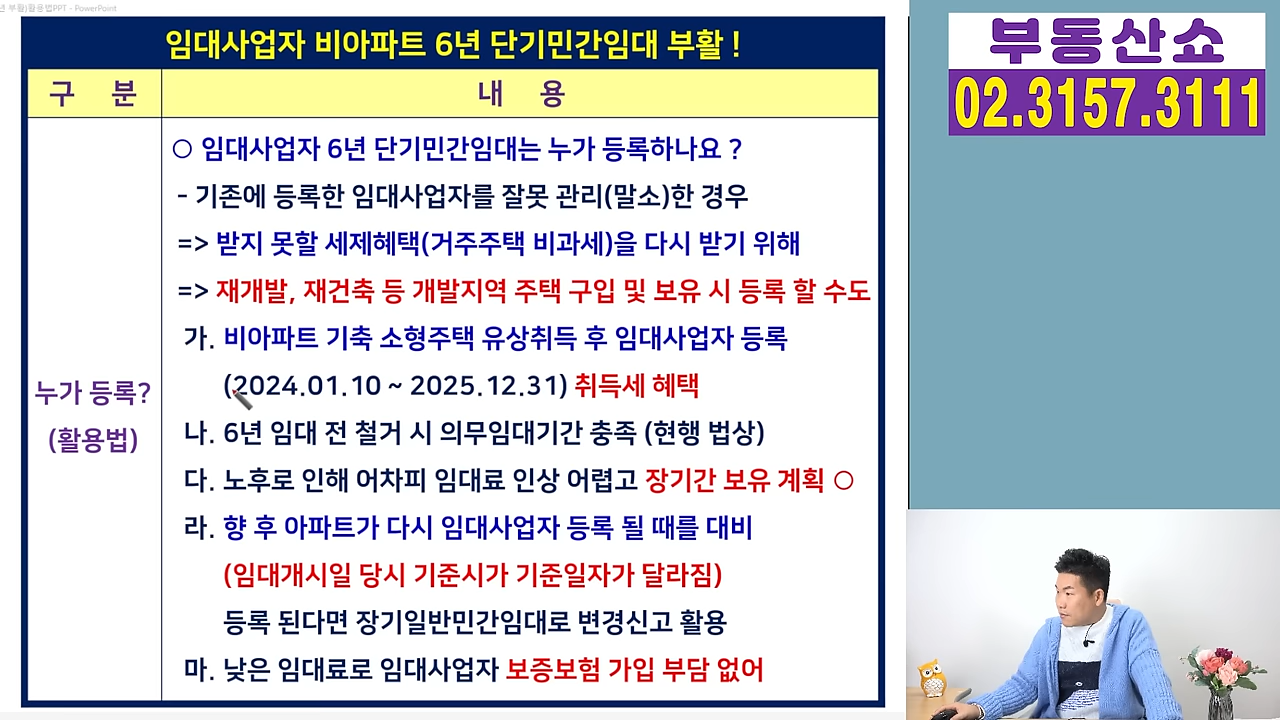 년 부활)활용법PPT - PowerPoint
임대사업자 비아파트 6년 단기민간임대 부활 !
구 분
내 용
○ 임대사업자 6년 단기민간임대는 누가 등록하나요 ?
- 기존에 등록한 임대사업자를 잘못 관리(말소)한 경우
=> 받지 못할 세제혜택(거주주택 비과세)을 다시 받기 위해
=> 재개발, 재건축 등 개발지역 주택 구입 및 보유 시 등록 할 수도
가. 비아파트 기축 소형주택 유상취득 후 임대사업자 등록
(2024.01.10 ~ 2025.12.31) 취득세 혜택
누가 등록?
(활용법)
나. 6년 임대 전 철거 시 의무임대기간 충족 (현행 법상)
다. 노후로 인해 어차피 임대료 인상 어렵고 장기간 보유 계획 ○
라. 향 후 아파트가 다시 임대사업자 등록 될 때를 대비
(임대개시일 당시 기준시가 기준일자가 달라짐)
등록 된다면 장기일반민간임대로 변경신고 활용
마. 낮은 임대료로 임대사업자 보증보험 가입 부담 없어
부동산쇼
02.3157.3111